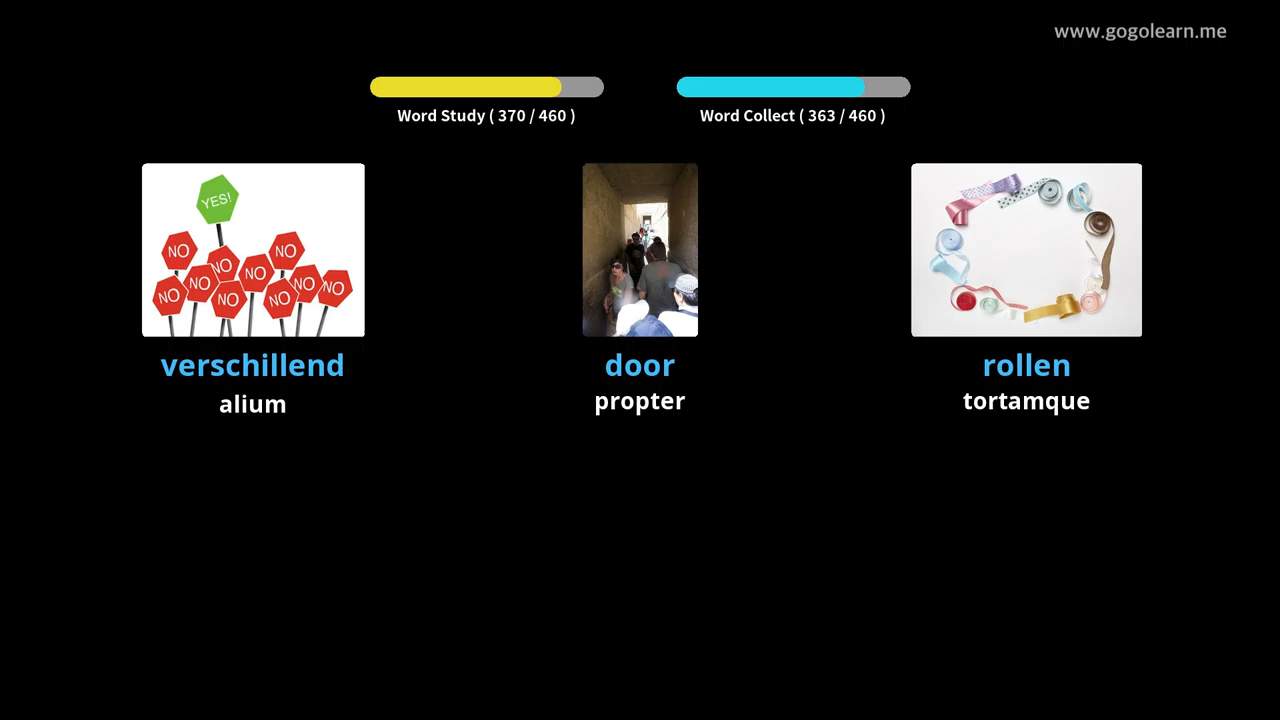 www.gogolearn.me
Word Study ( 370 / 460 )
Word Collect ( 363 / 460 )
YES!
NO
NO
NO
NO
NO
NO
NO
NO
NO
NO
verschillend
door
rollen
alium
propter
tortamque